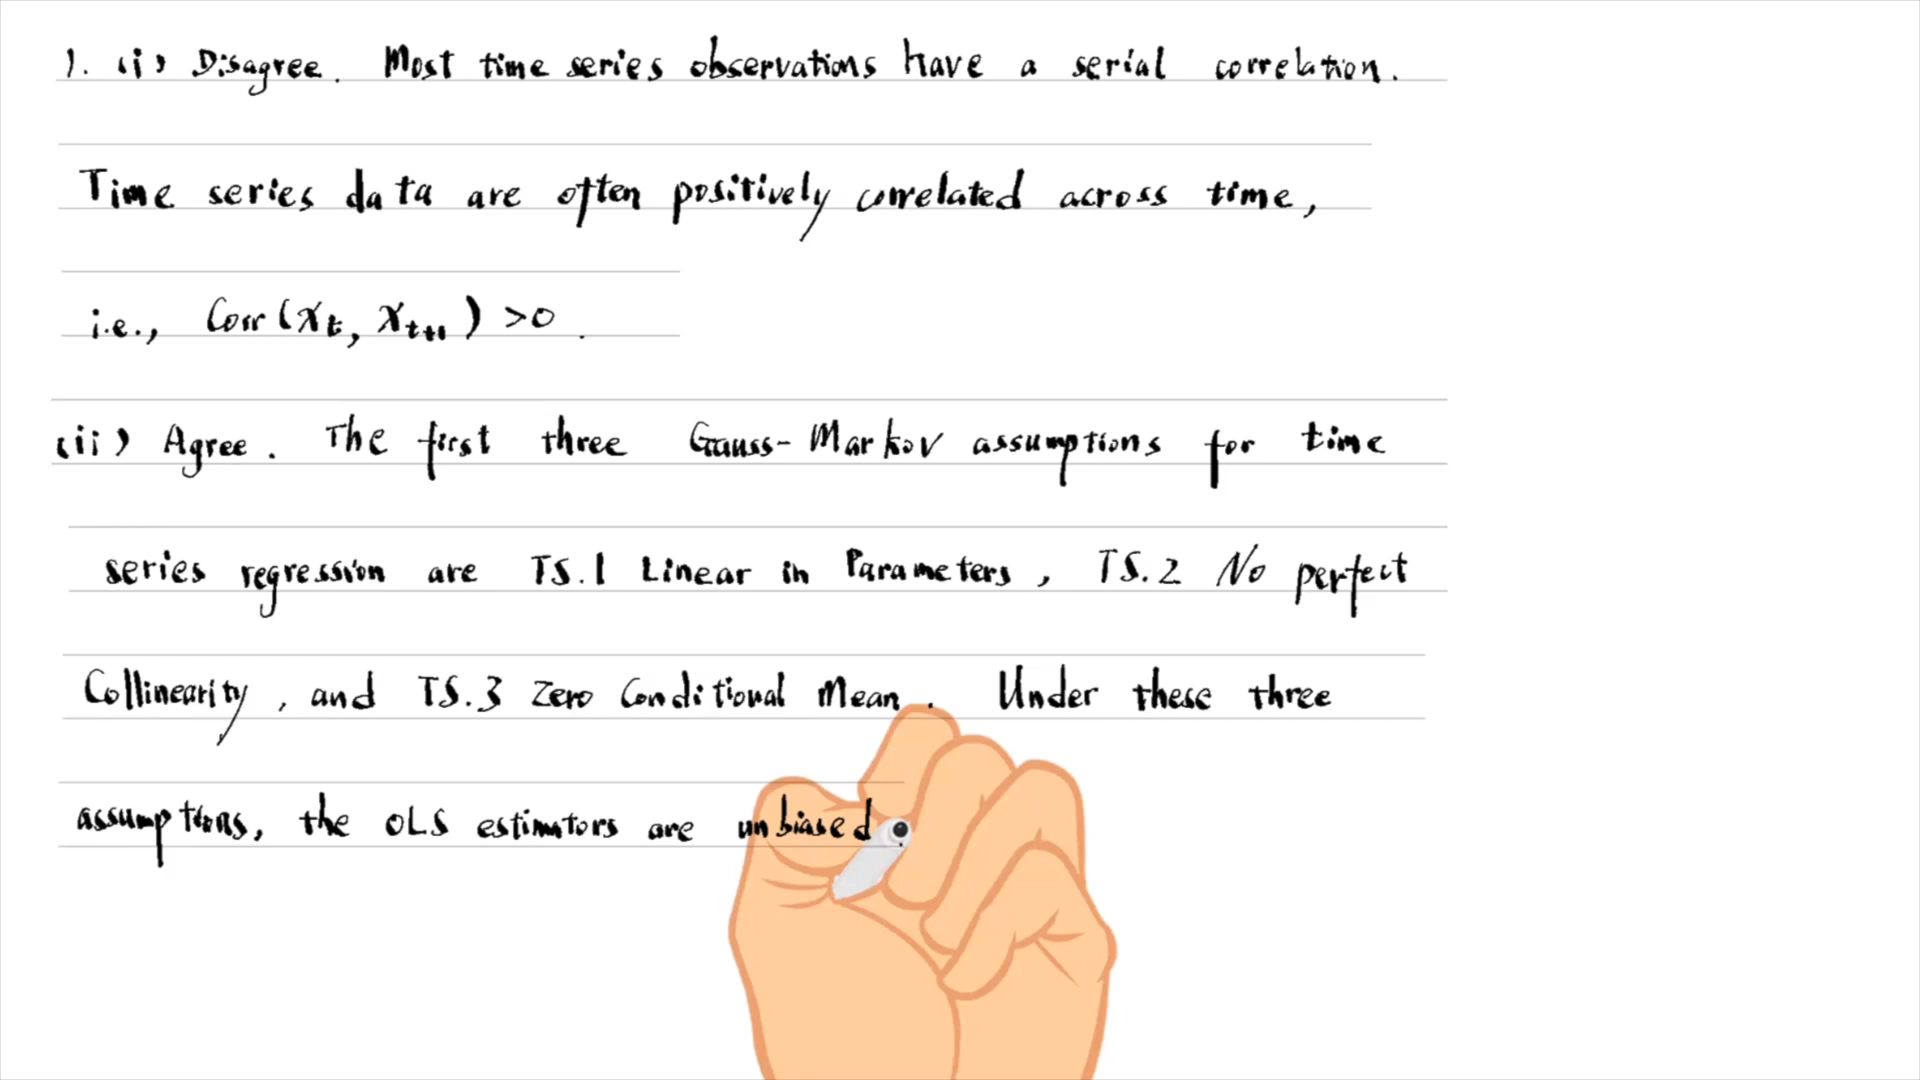 1. (i) Disagree. Most time series observations have a serial correlation.
Time series data are often positively correlated across time,
i.e., Corr(xt, xt+1) >0.
(ii) Agree. The first three Gauss-Markov assumptions for time
series regression are TS.1 Linear in Parameters, TS.2 No perfect
Collinearity, and TS.3 Zero Conditional Mean. Under these three
assumptions, the OLS estimators are unbiased.